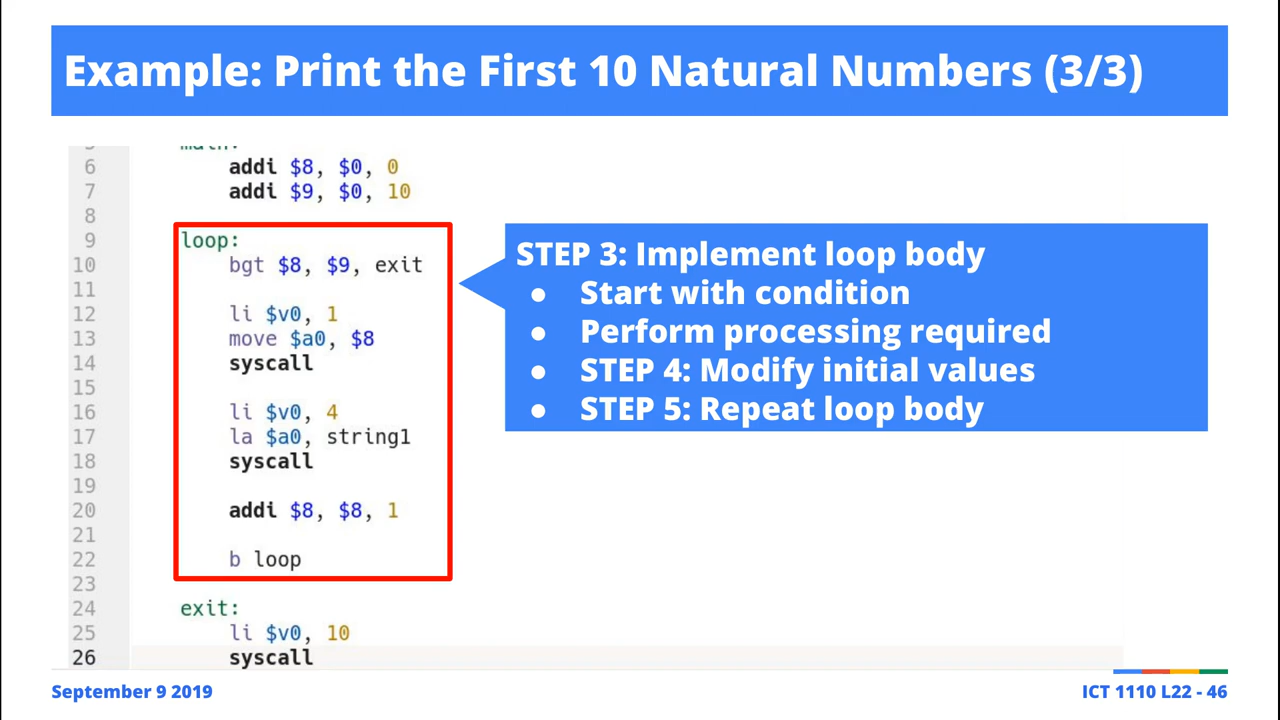 Example: Print the First 10 Natural Numbers (3/3)
6 addi $8, $0, 0
7 addi $9, $0, 10
8
9 loop:
10 bgt $8, $9, exit
11
12 li $v0, 1
13 move $a0, $8
14 syscall
15
16 li $v0, 4
17 la $a0, string1
18 syscall
19
20 addi $8, $8, 1
21
22 b loop
23
24 exit:
25 li $v0, 10
26 syscall
STEP 3: Implement loop body
● Start with condition
● Perform processing required
● STEP 4: Modify initial values
● STEP 5: Repeat loop body
September 9 2019
ICT 1110 L22 - 46